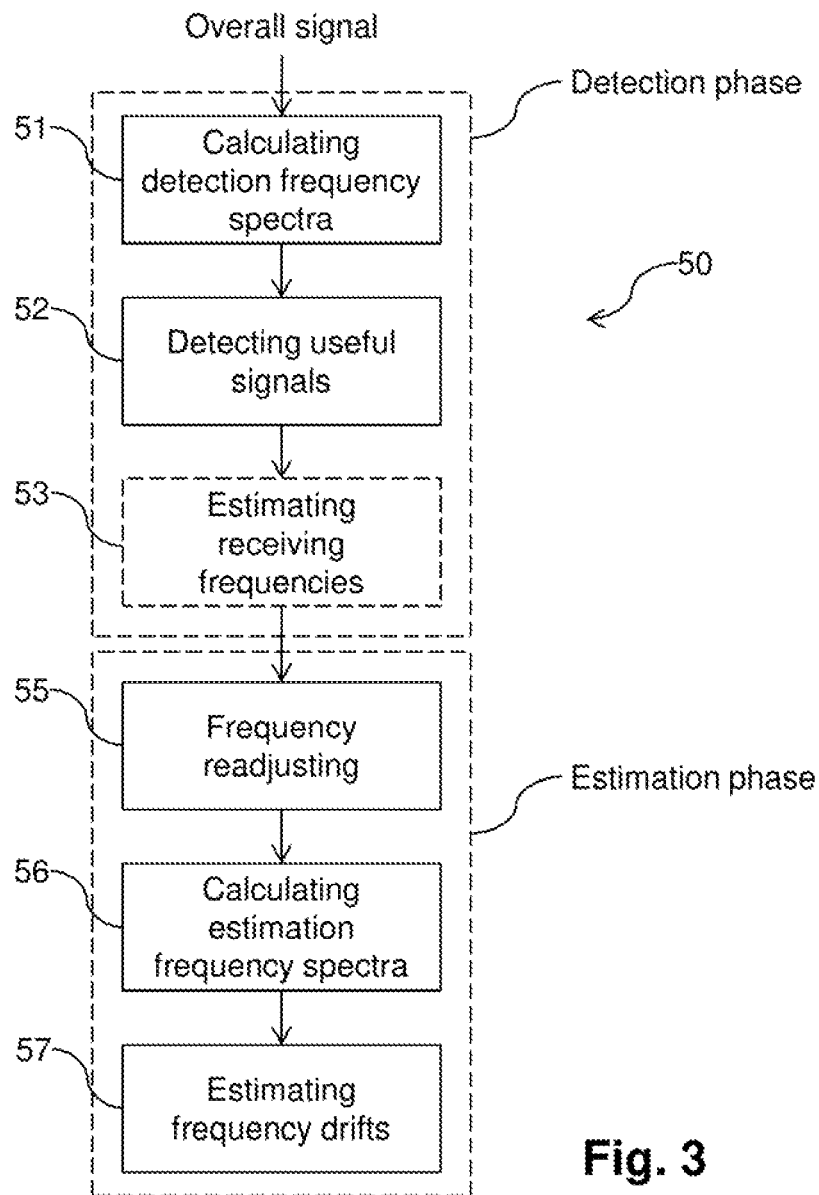 Overall signal
Detection phase
51
Calculating
detection frequency
spectra
50
52
Detecting useful
signals
53
Estimating
receiving
frequencies
55
Frequency
readjusting
Estimation phase
56
Calculating
estimation
frequency spectra
57
Estimating
frequency drifts
Fig. 3